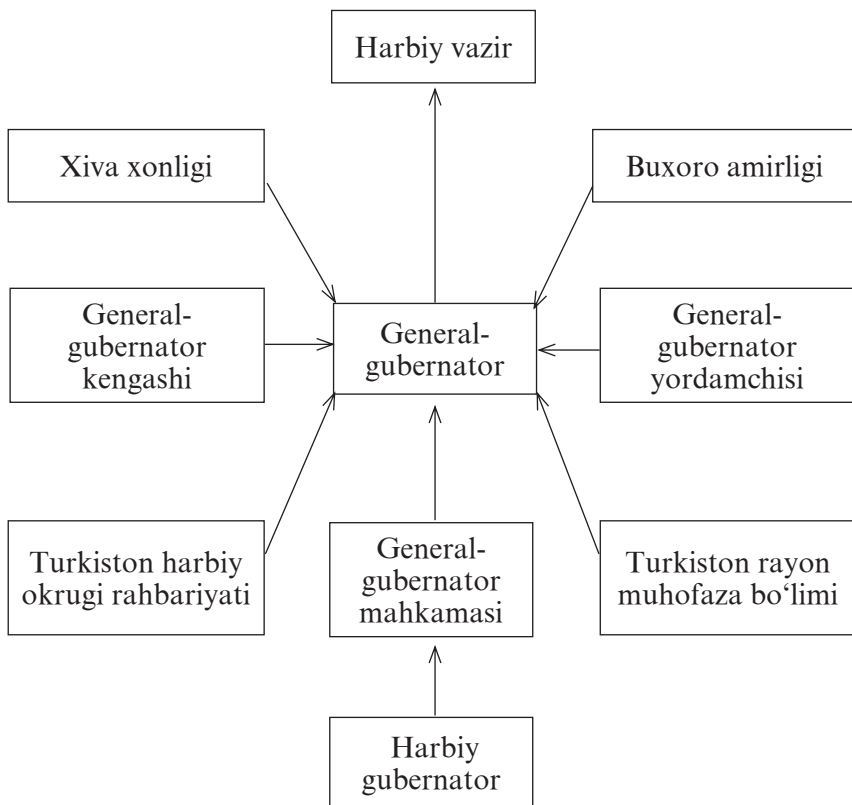 Harbiy vazir
Xiva xonligi
Buxoro amirligi
General-
gubernator
kengashi
General-
gubernator
General-
gubernator
yordamchisi
Turkiston harbiy
okrugi rahbariyati
General-
gubernator
mahkamasi
Turkiston rayon
muhofaza bo‘limi
Harbiy
gubernator